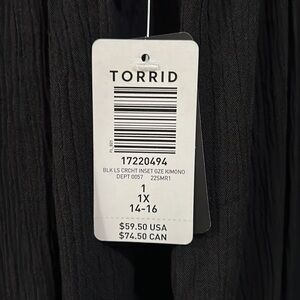 TORRID
17220494
BLK LS CRCHT INSET GZE KIMONO
DEPT 0057 22SMR1
1
1X
14-16
$59.50 USA
$74.50 CAN